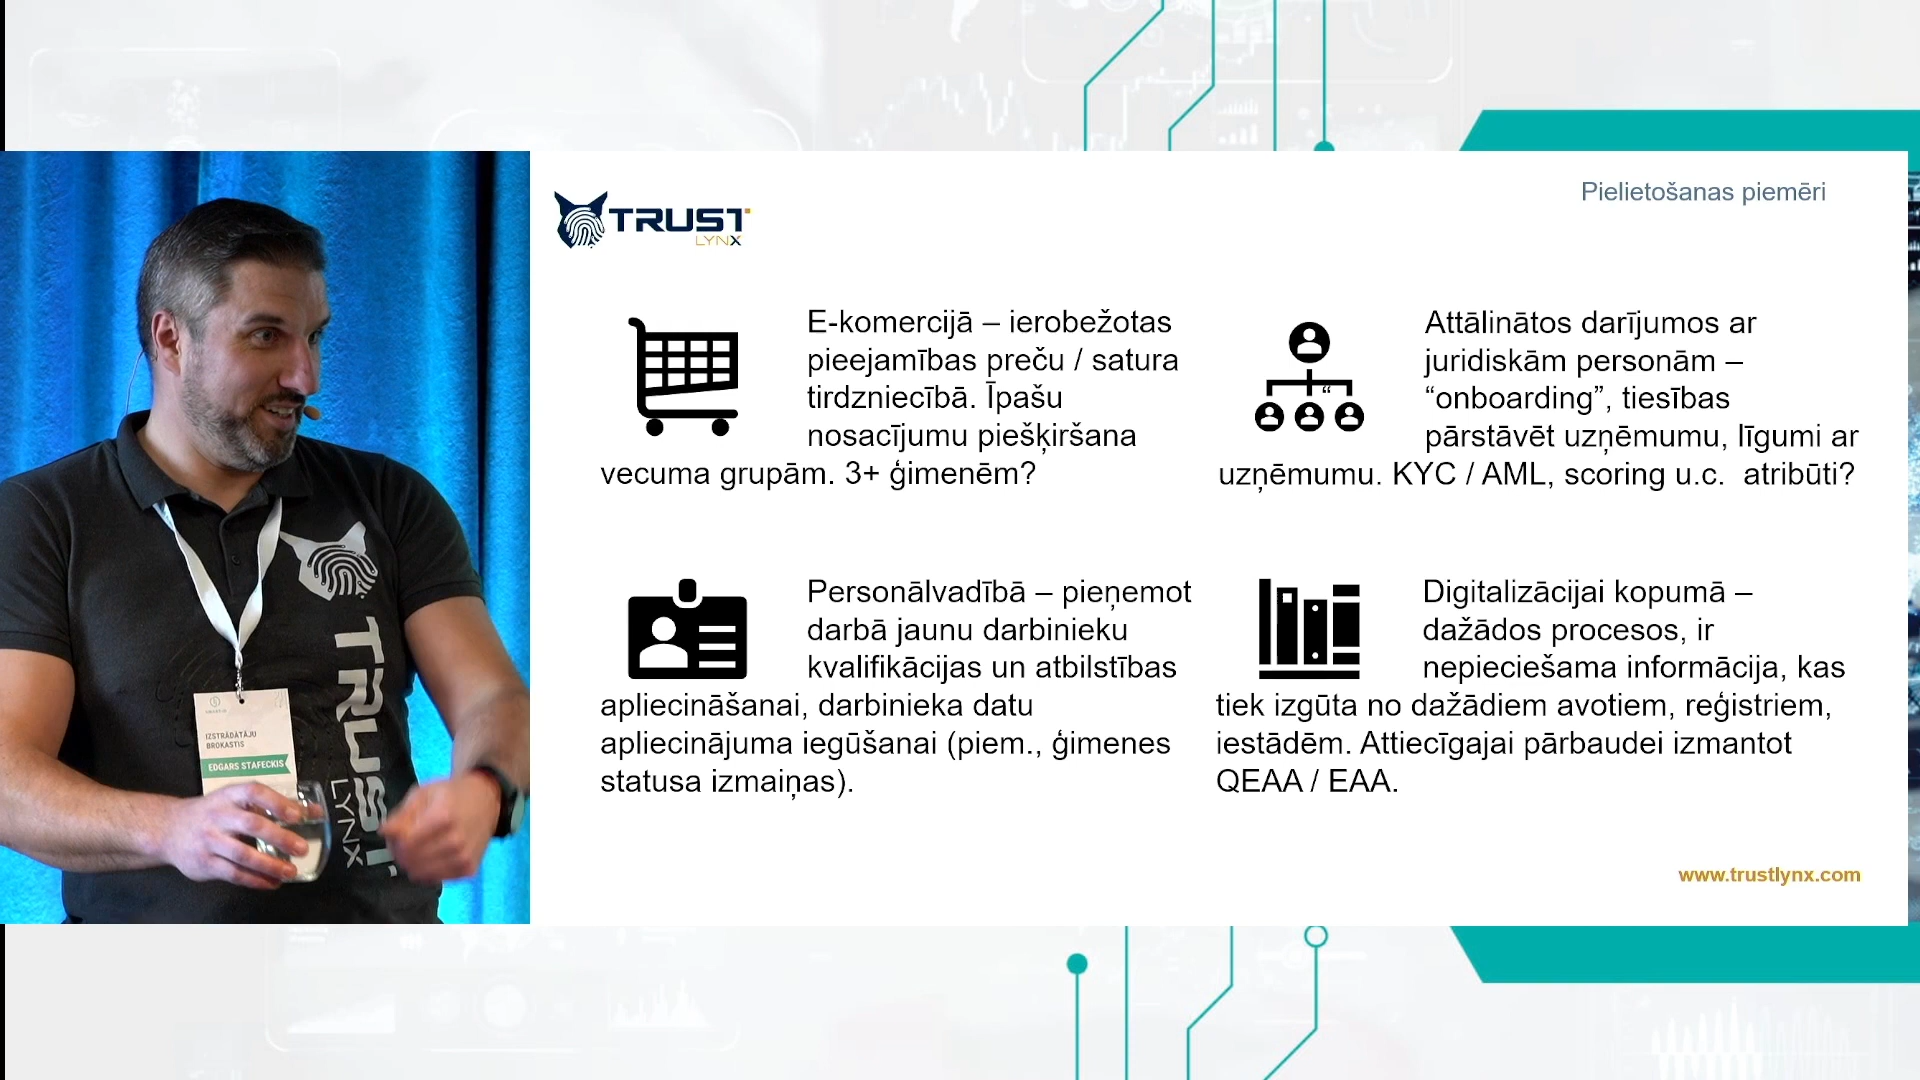 Pielietošanas piemēri
TRUST
LYNX
E-komercijā – ierobežotas
pieejamības preču / satura
tirdzniecībā. Īpašu
nosacījumu piešķiršana
vecuma grupām. 3+ ģimenēm?
Attālinātos darījumos ar
juridiskām personām –
“onboarding”, tiesības
pārstāvēt uzņēmumu, līgumi ar
uzņēmumu. KYC / AML, scoring u.c.  atribūti?
“
Personālvadībā – pieņemot
darbā jaunu darbinieku
kvalifikācijas un atbilstības
apliecināšanai, darbinieka datu
apliecinājuma iegūšanai (piem., ģimenes
statusa izmaiņas).
Digitalizācijai kopumā –
dažādos procesos, ir
nepieciešama informācija, kas
tiek izgūta no dažādiem avotiem, reģistriem,
iestādēm. Attiecīgajai pārbaudei izmantot
QEAA / EAA.
www.trustlynx.com
TRUST
LYNX
IZSTRĀDĀTĀJU
BROKASTIS
EDGARS STAFECKIS